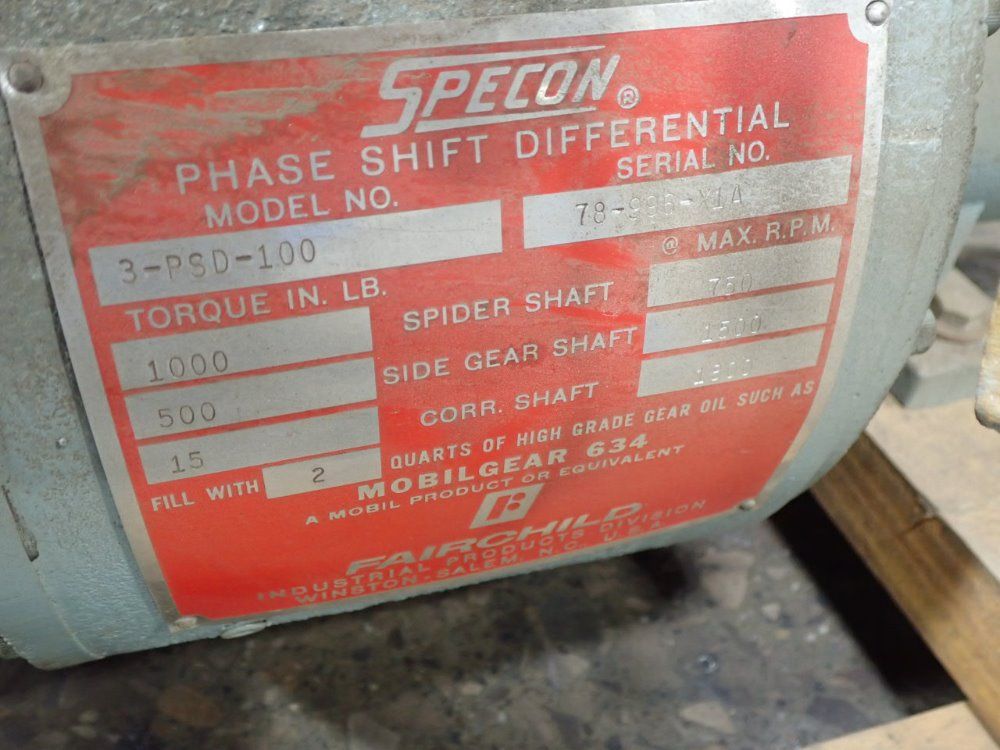 SPECON®
PHASE SHIFT DIFFERENTIAL
MODEL NO. SERIAL NO.
3-PSD-100
TORQUE IN. LB. @ MAX. R.P.M.
1000 SPIDER SHAFT 750
500 SIDE GEAR SHAFT 1500
15 CORR. SHAFT
FILL WITH 2 QUARTS OF HIGH GRADE GEAR OIL SUCH AS
MOBILGEAR 634
A MOBIL PRODUCT OR EQUIVALENT
FAIRCHILD
INDUSTRIAL PRODUCTS DIVISION
WINSTON-SALEM, N.C. U.S.A.